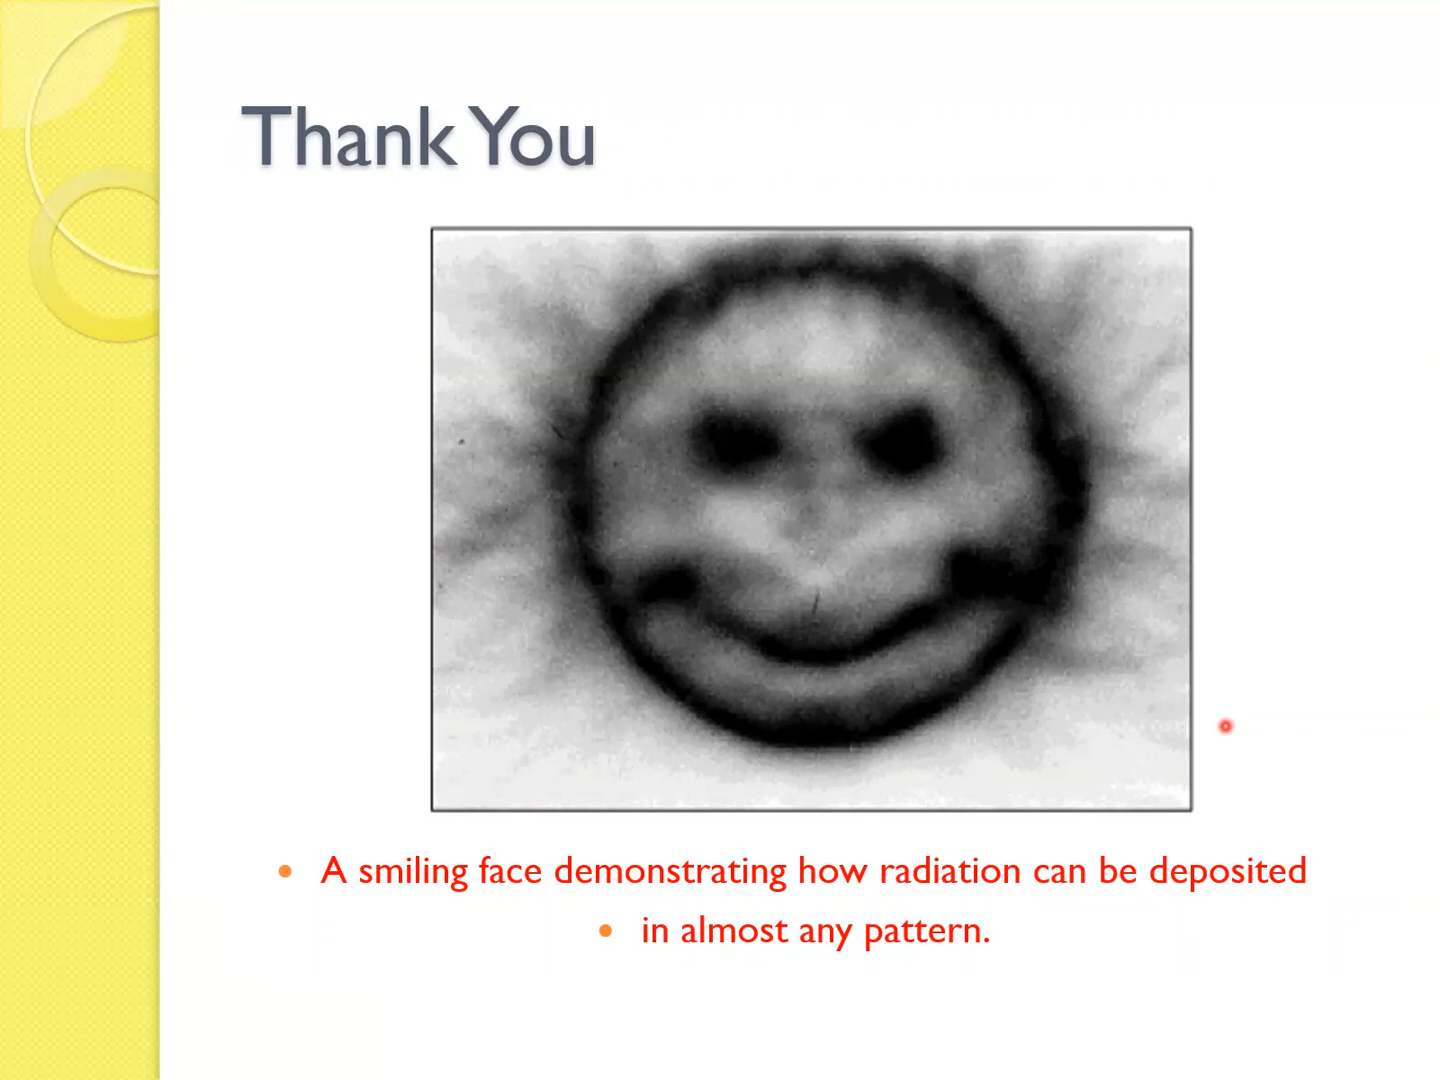 Thank You
• A smiling face demonstrating how radiation can be deposited
• in almost any pattern.